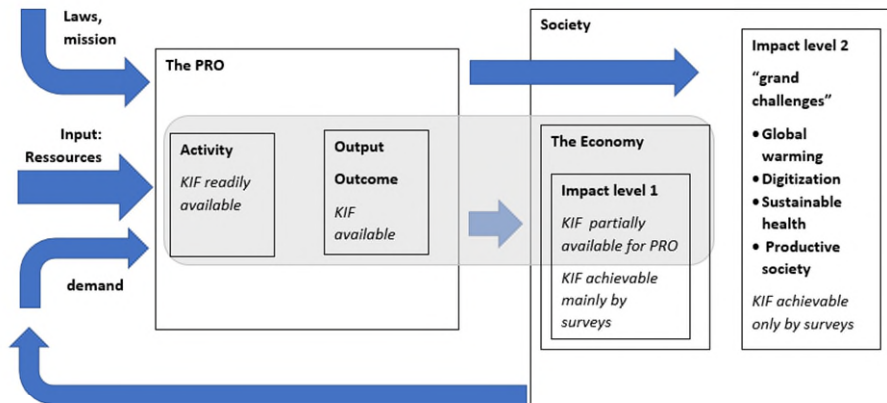 Laws,
mission
The PRO
Input:
Ressources
Activity
KIF readily
available
Output
Outcome
KIF
available
demand
Society
The Economy
Impact level 1
KIF partially
available for PRO
KIF achievable
mainly by
surveys
Impact level 2
“grand
challenges”
• Global
warming
• Digitization
• Sustainable
health
• Productive
society
KIF achievable
only by surveys